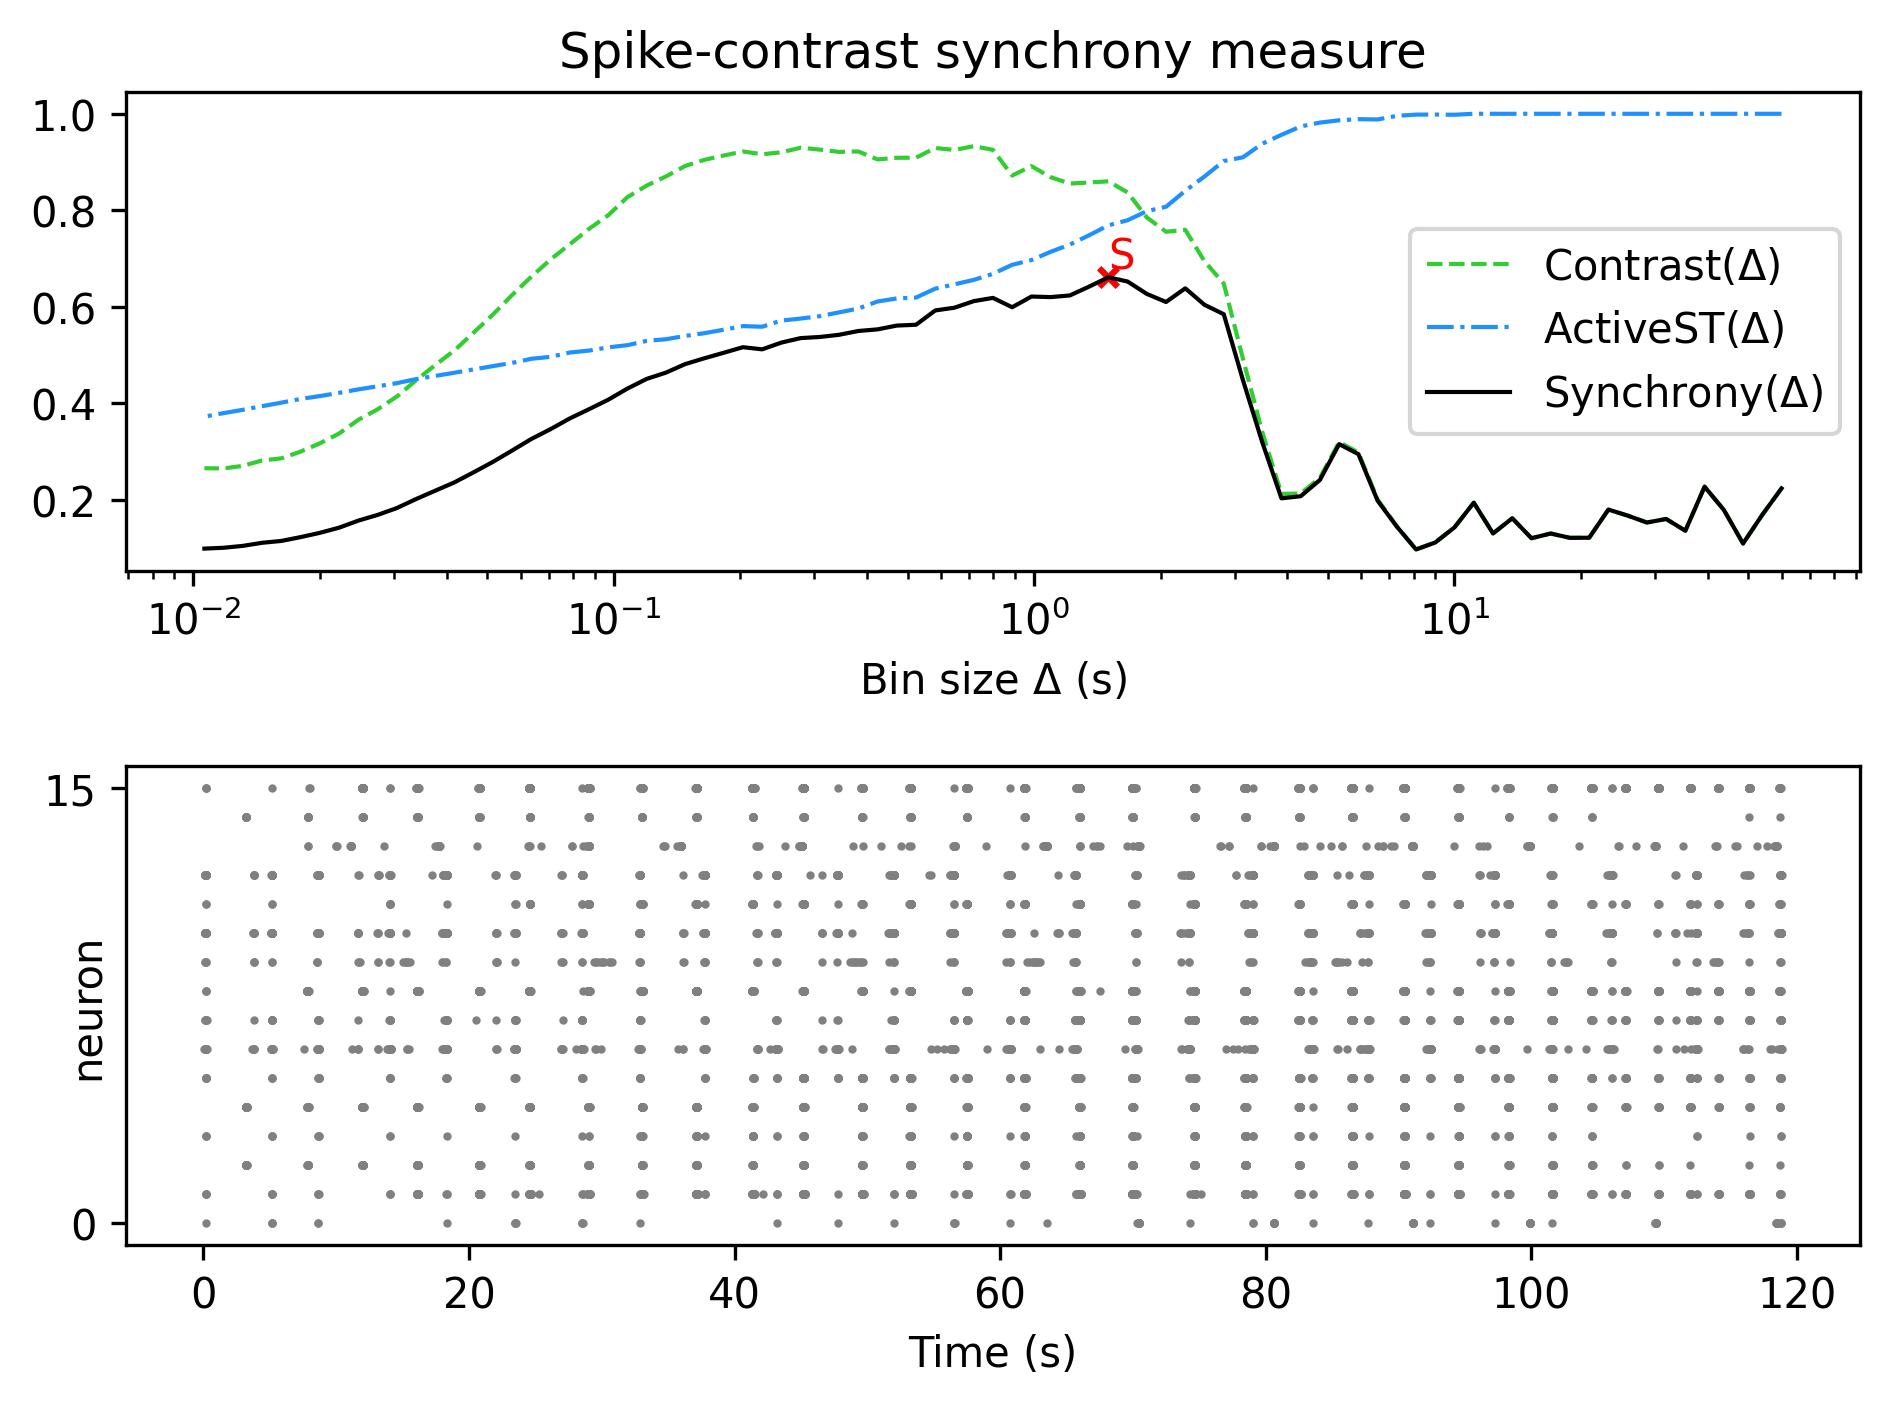 Spike-contrast synchrony measure
1.0
0.8
0.6
0.4
0.2
S
Contrast(Δ)
ActiveST(Δ)
Synchrony(Δ)
10⁻² 10⁻¹ 10⁰ 10¹
Bin size Δ (s)
15
0
neuron
0 20 40 60 80 100 120
Time (s)